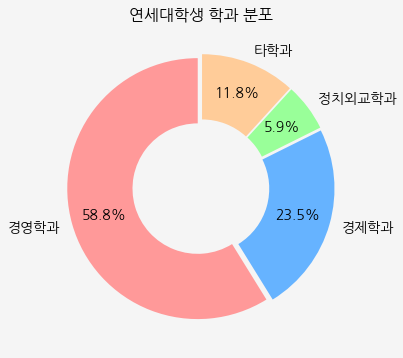 연세대학생 학과 분포
타학과
11.8%
정치외교학과
5.9%
58.8%
23.5%
경영학과
경제학과